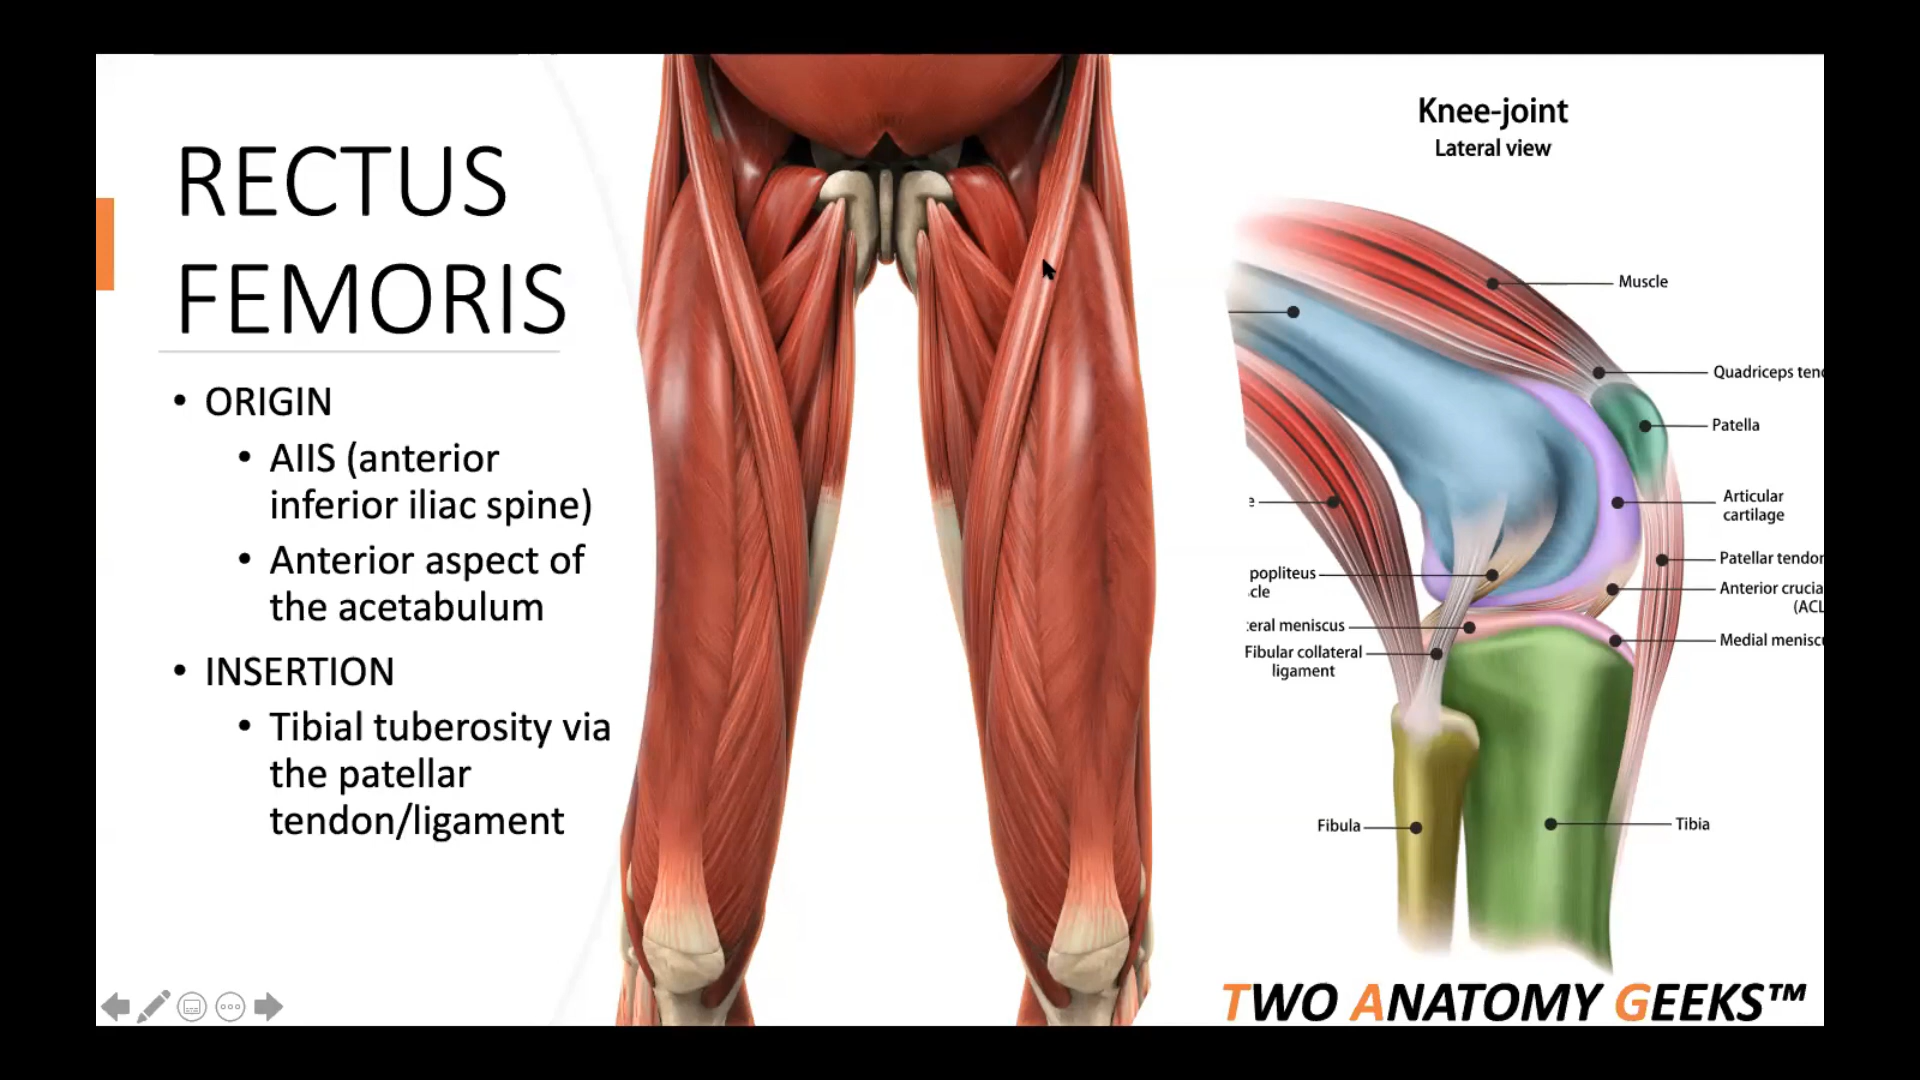 RECTUS
FEMORIS
• ORIGIN
• AIIS (anterior
inferior iliac spine)
• Anterior aspect of
the acetabulum
• INSERTION
• Tibial tuberosity via
the patellar
tendon/ligament
Knee-joint
Lateral view
Muscle
Quadriceps ten
Patella
Articular
cartilage
Patellar tendor
Anterior crucia
(ACL
Medial menisc
e
popliteus
cle
eral meniscus
Fibular collateral
ligament
Fibula
Tibia
TWO ANATOMY GEEKS™